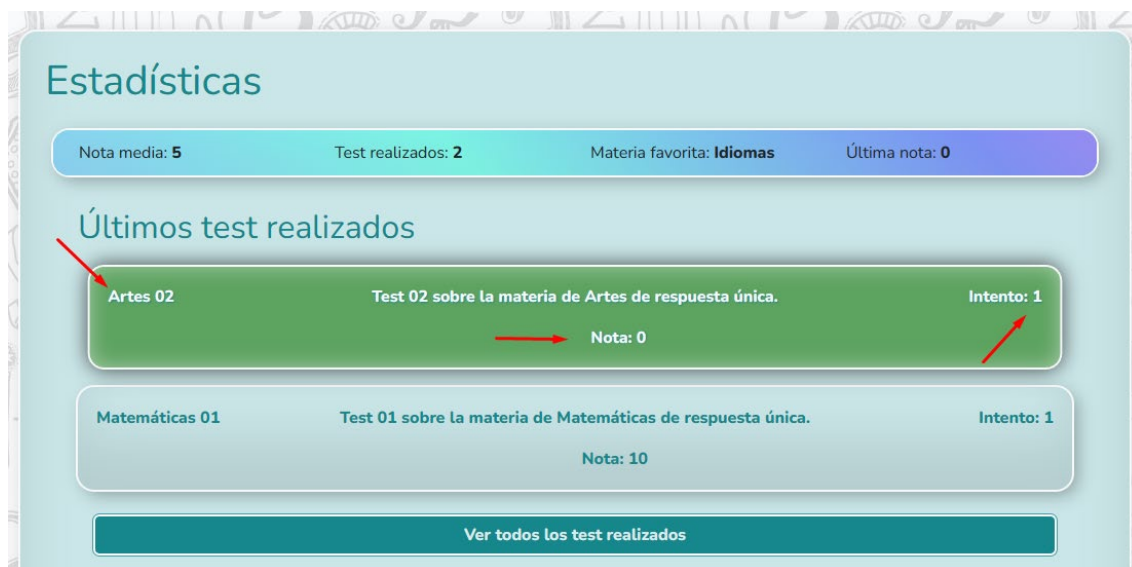 Estadísticas
Nota media: 5 Test realizados: 2 Materia favorita: Idiomas Última nota: 0
Últimos test realizados
Artes 02 Test 02 sobre la materia de Artes de respuesta única. Intento: 1
Nota: 0
Matemáticas 01 Test 01 sobre la materia de Matemáticas de respuesta única. Intento: 1
Nota: 10
Ver todos los test realizados